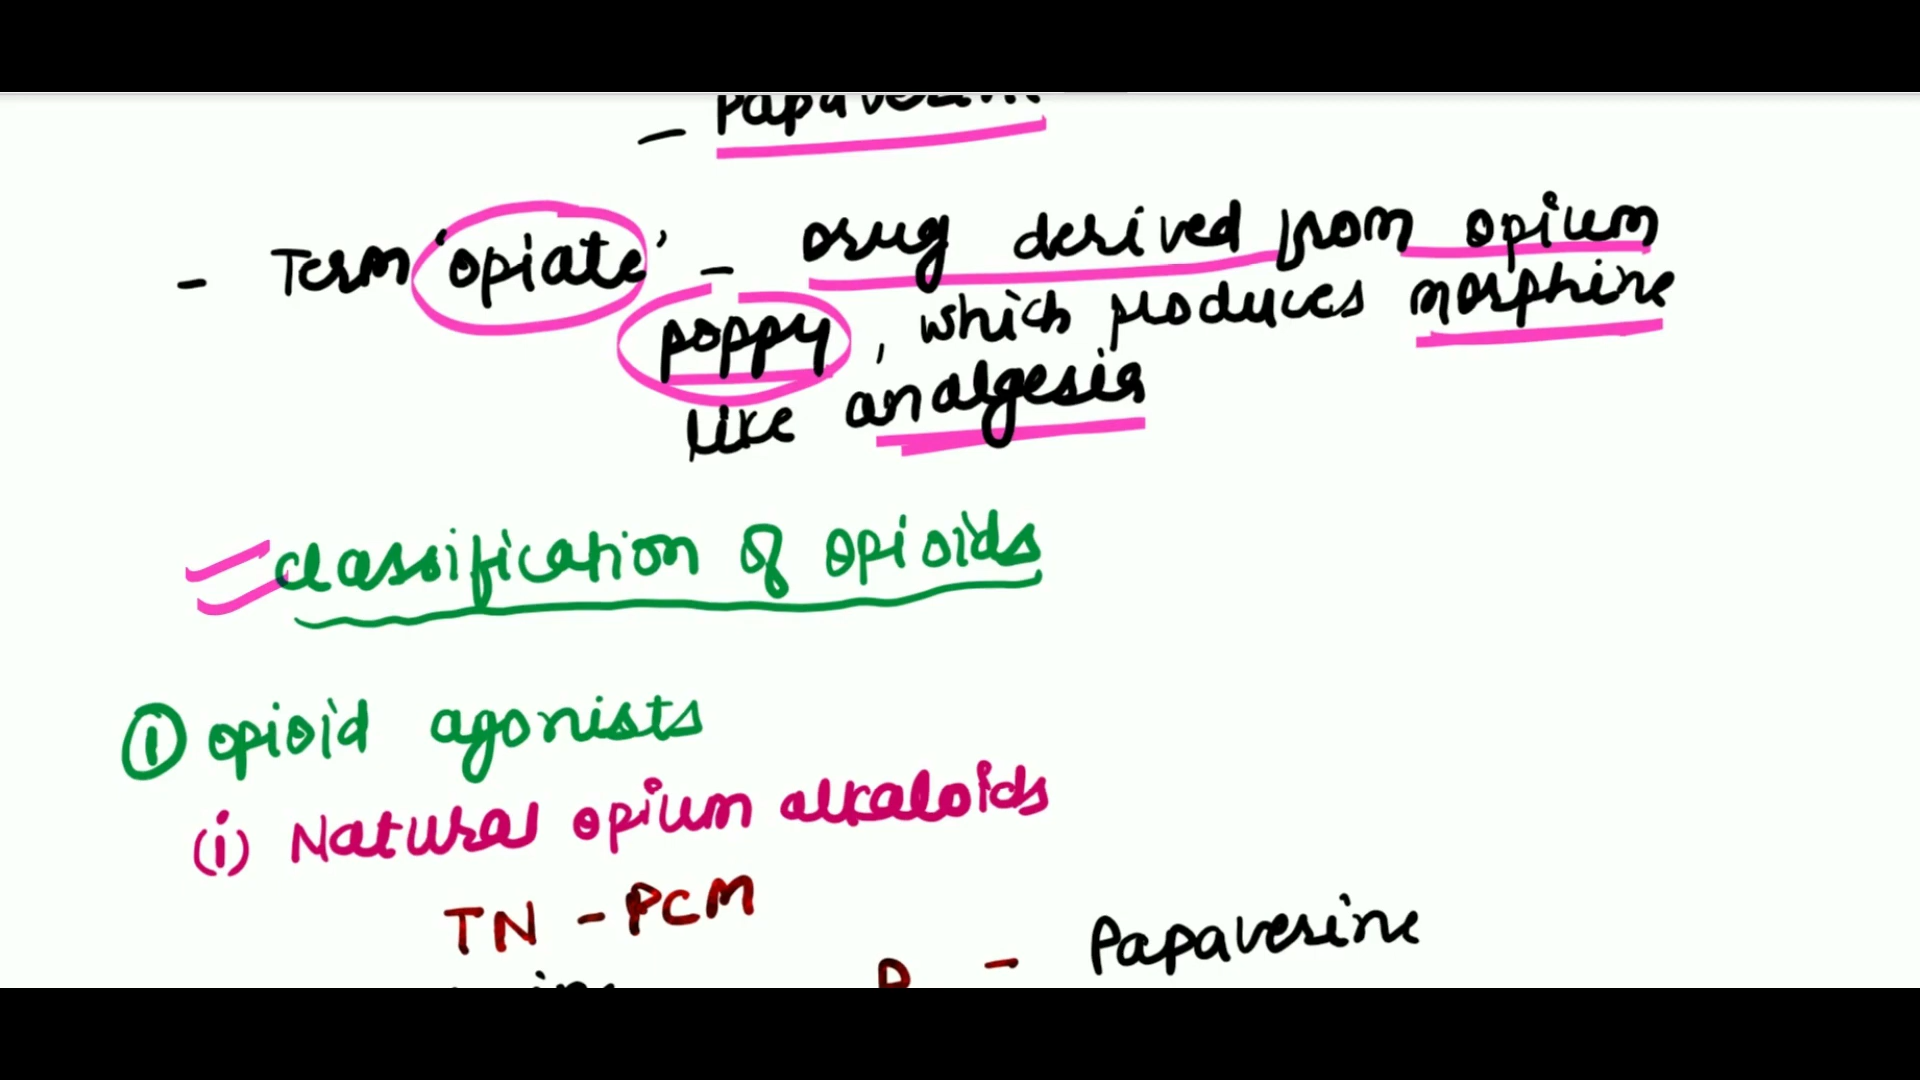 - Papaverine
- Term 'opiate' - drug derived from opium
poppy, which produces morphine
like analgesia
classification of opioids
① opioid agonists
(i) Natural opium alkaloids
TN - PCM
P - Papaverine